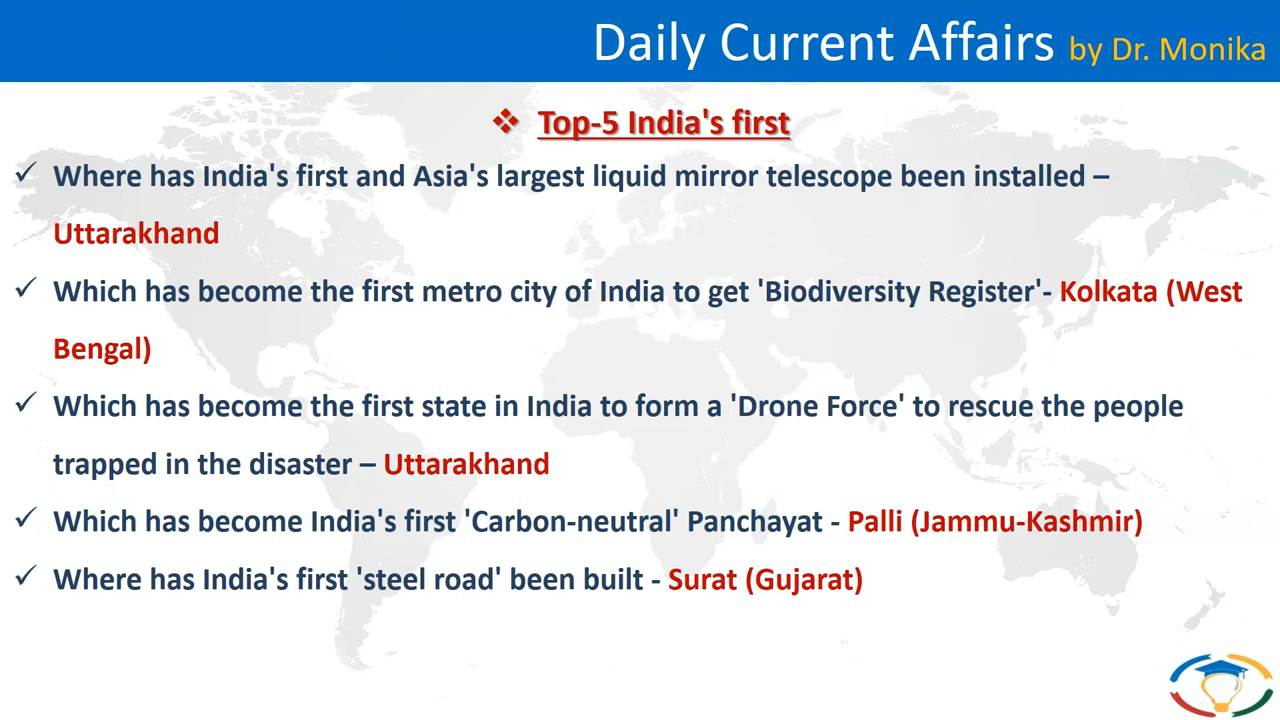 Daily Current Affairs by Dr. Monika
❖ Top-5 India's first
✓ Where has India's first and Asia's largest liquid mirror telescope been installed –
Uttarakhand
✓ Which has become the first metro city of India to get 'Biodiversity Register'- Kolkata (West
Bengal)
✓ Which has become the first state in India to form a 'Drone Force' to rescue the people
trapped in the disaster – Uttarakhand
✓ Which has become India's first 'Carbon-neutral' Panchayat - Palli (Jammu-Kashmir)
✓ Where has India's first 'steel road' been built - Surat (Gujarat)